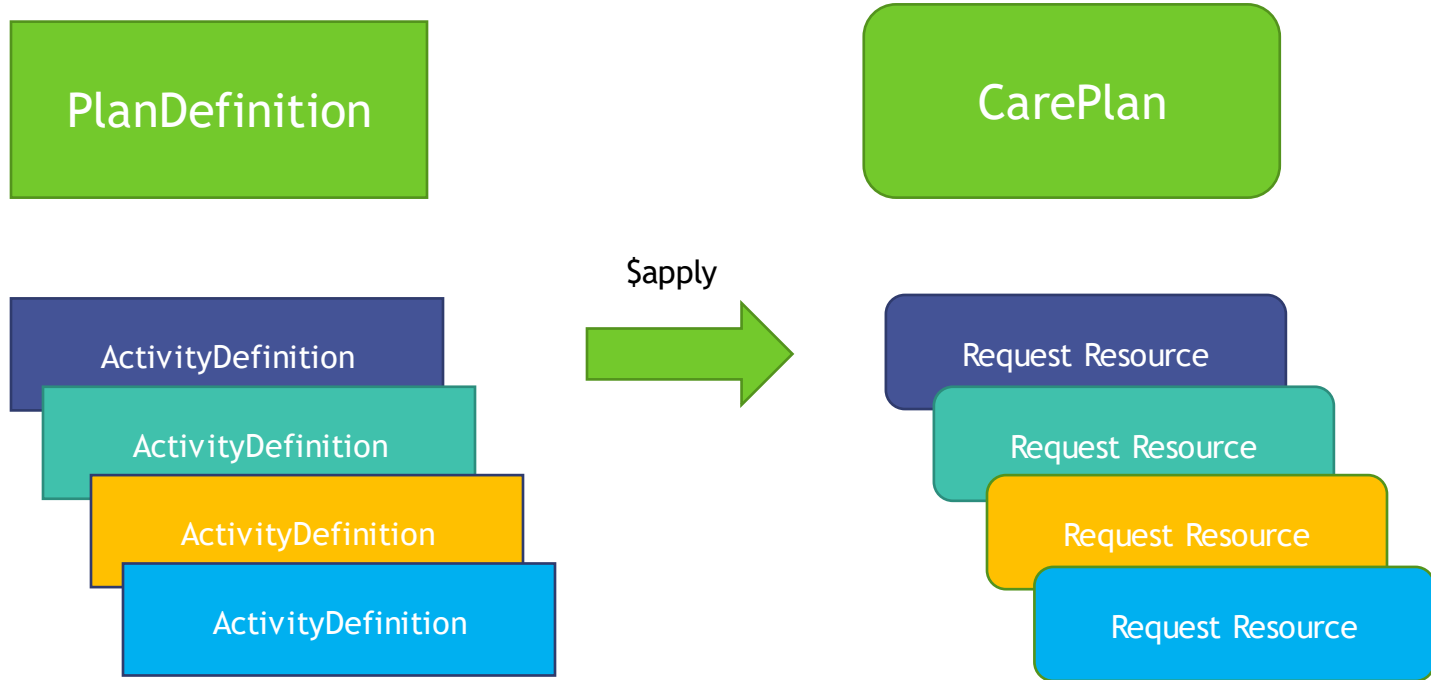 PlanDefinition
CarePlan
$apply
ActivityDefinition
ActivityDefinition
ActivityDefinition
ActivityDefinition
Request Resource
Request Resource
Request Resource
Request Resource